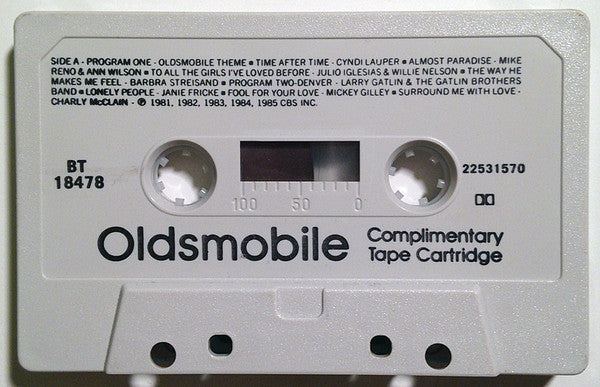 SIDE A - PROGRAM ONE - OLDSMOBILE THEME ■ TIME AFTER TIME - CYNDI LAUPER ■ ALMOST PARADISE - MIKE
RENO & ANN WILSON ■ TO ALL THE GIRLS I'VE LOVED BEFORE - JULIO IGLESIAS & WILLIE NELSON ■ THE WAY HE
MAKES ME FEEL - BARBRA STREISAND ■ PROGRAM TWO-DENVER - LARRY GATLIN & THE GATLIN BROTHERS
BAND ■ LONELY PEOPLE - JANIE FRICKE ■ FOOL FOR YOUR LOVE - MICKEY GILLEY ■ SURROUND ME WITH LOVE -
CHARLY McCLAIN - ℗ 1981, 1982, 1983, 1984, 1985 CBS INC.
BT
18478
22531570
100 50 0
Oldsmobile
Complimentary
Tape Cartridge